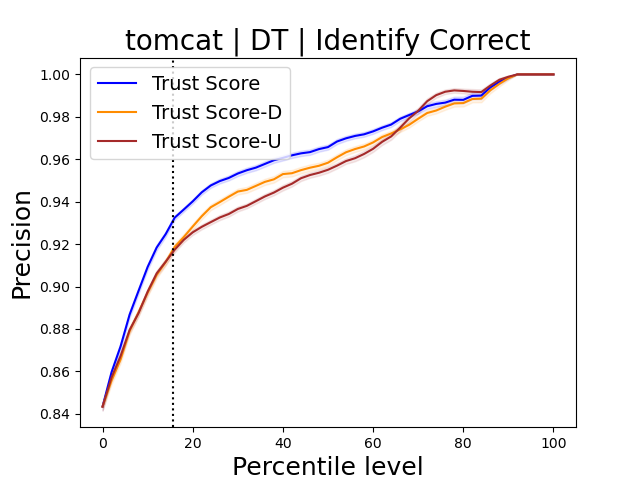 tomcat | DT | Identify Correct
Trust Score
Trust Score-D
Trust Score-U
Precision
1.00
0.98
0.96
0.94
0.92
0.90
0.88
0.86
0.84
0 20 40 60 80 100
Percentile level